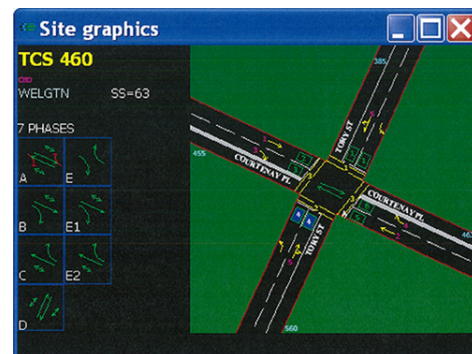 Site graphics
TCS 460
WELGTN SS=63
7 PHASES
A E
B E1
C E2
D
385
TORY ST
455
COURTENAY PL
COURTENAY PL
TORY ST
560